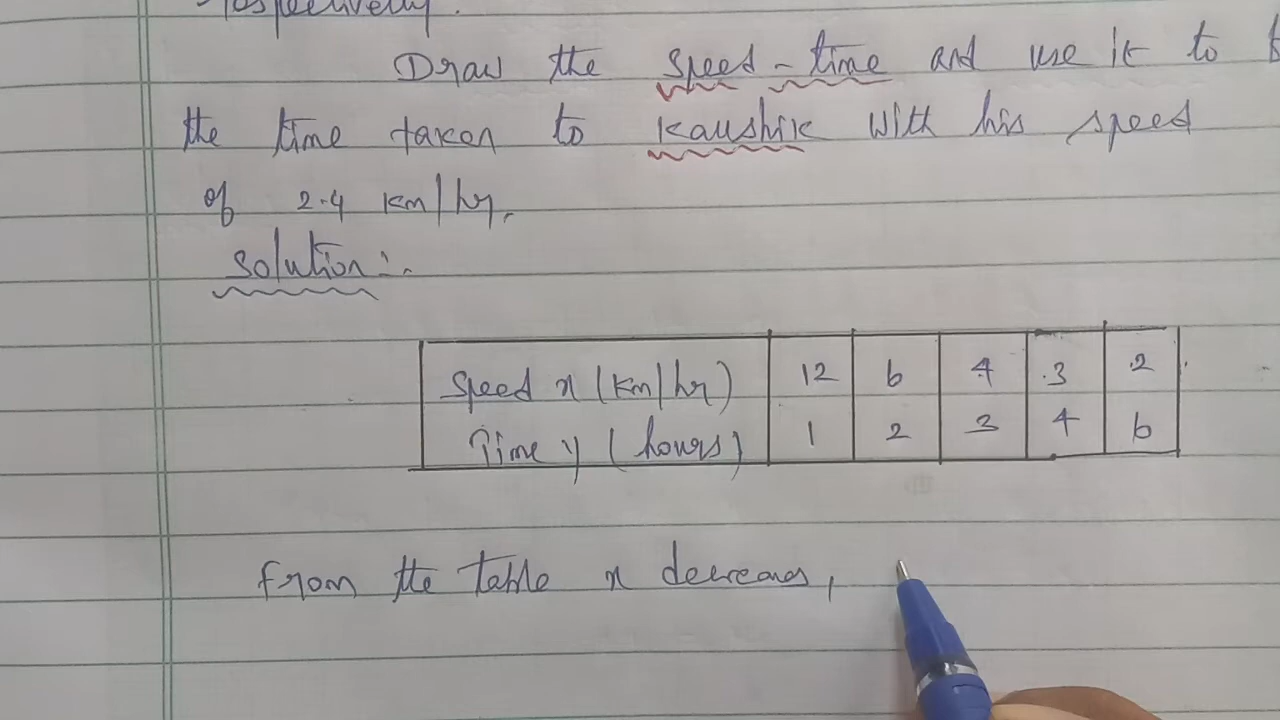 respectively.
Draw the speed-time and use it to
the time taken to Kaushik with his speed
of 2.4 km/hr.
Solution:-
Speed x (km/hr) 12 6 4 3 2
Time y (hours) 1 2 3 4 6
From the table x decreases,